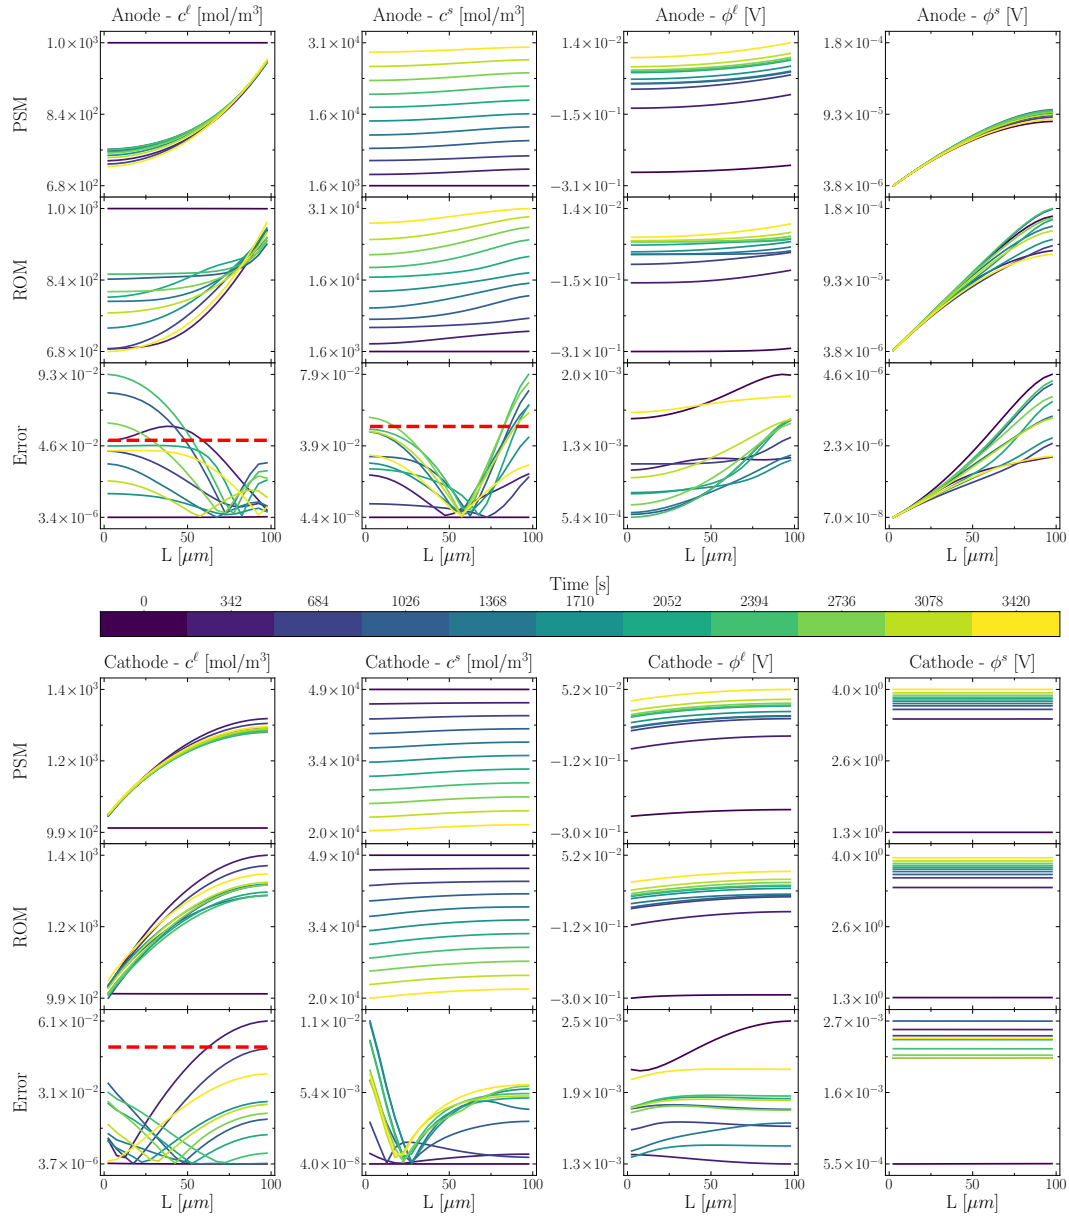 Anode - $c^{\ell}$ [mol/m$^3$] Anode - $c^{s}$ [mol/m$^3$] Anode - $\phi^{\ell}$ [V] Anode - $\phi^{s}$ [V]
PSM
1.0×10³ 3.1×10⁴ 1.4×10⁻² 1.8×10⁻⁴
8.4×10² 1.6×10⁴ −1.5×10⁻¹ 9.3×10⁻⁵
6.8×10² 1.6×10³ −3.1×10⁻¹ 3.8×10⁻⁶
ROM
1.0×10³ 3.1×10⁴ 1.4×10⁻² 1.8×10⁻⁴
8.4×10² 1.6×10⁴ −1.5×10⁻¹ 9.3×10⁻⁵
6.8×10² 1.6×10³ −3.1×10⁻¹ 3.8×10⁻⁶
Error
9.3×10⁻² 7.9×10⁻² 2.0×10⁻³ 4.6×10⁻⁶
4.6×10⁻² 3.9×10⁻² 1.3×10⁻³ 2.3×10⁻⁶
3.4×10⁻⁶ 4.4×10⁻⁸ 5.4×10⁻⁴ 7.0×10⁻⁸
0 50 100 0 50 100 0 50 100 0 50 100
L [μm] L [μm] L [μm] L [μm]
Time [s]
0 342 684 1026 1368 1710 2052 2394 2736 3078 3420
Cathode - $c^{\ell}$ [mol/m$^3$] Cathode - $c^{s}$ [mol/m$^3$] Cathode - $\phi^{\ell}$ [V] Cathode - $\phi^{s}$ [V]
PSM
1.4×10³ 4.9×10⁴ 5.2×10⁻² 4.0×10⁰
1.2×10³ 3.4×10⁴ −1.2×10⁻¹ 2.6×10⁰
9.9×10² 2.0×10⁴ −3.0×10⁻¹ 1.3×10⁰
ROM
1.4×10³ 4.9×10⁴ 5.2×10⁻² 4.0×10⁰
1.2×10³ 3.4×10⁴ −1.2×10⁻¹ 2.6×10⁰
9.9×10² 2.0×10⁴ −3.0×10⁻¹ 1.3×10⁰
Error
6.1×10⁻² 1.1×10⁻² 2.5×10⁻³ 2.7×10⁻³
3.1×10⁻² 5.4×10⁻³ 1.9×10⁻³ 1.6×10⁻³
3.7×10⁻⁶ 4.0×10⁻⁸ 1.3×10⁻³ 5.5×10⁻⁴
0 50 100 0 50 100 0 50 100 0 50 100
L [μm] L [μm] L [μm] L [μm]